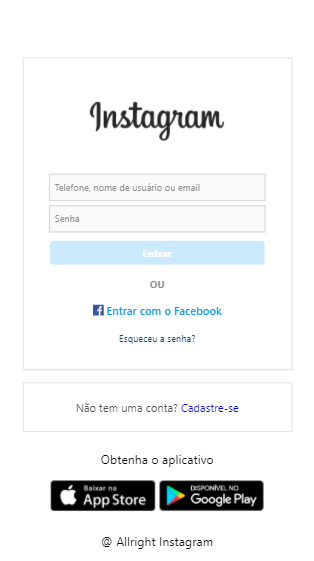 Instagram
Telefone, nome de usuário ou email
Senha
Entrar
OU
Entrar com o Facebook
Esqueceu a senha?
Não tem uma conta? Cadastre-se
Obtenha o aplicativo
Baixar na
App Store
DISPONÍVEL NO
Google Play
@ Allright Instagram